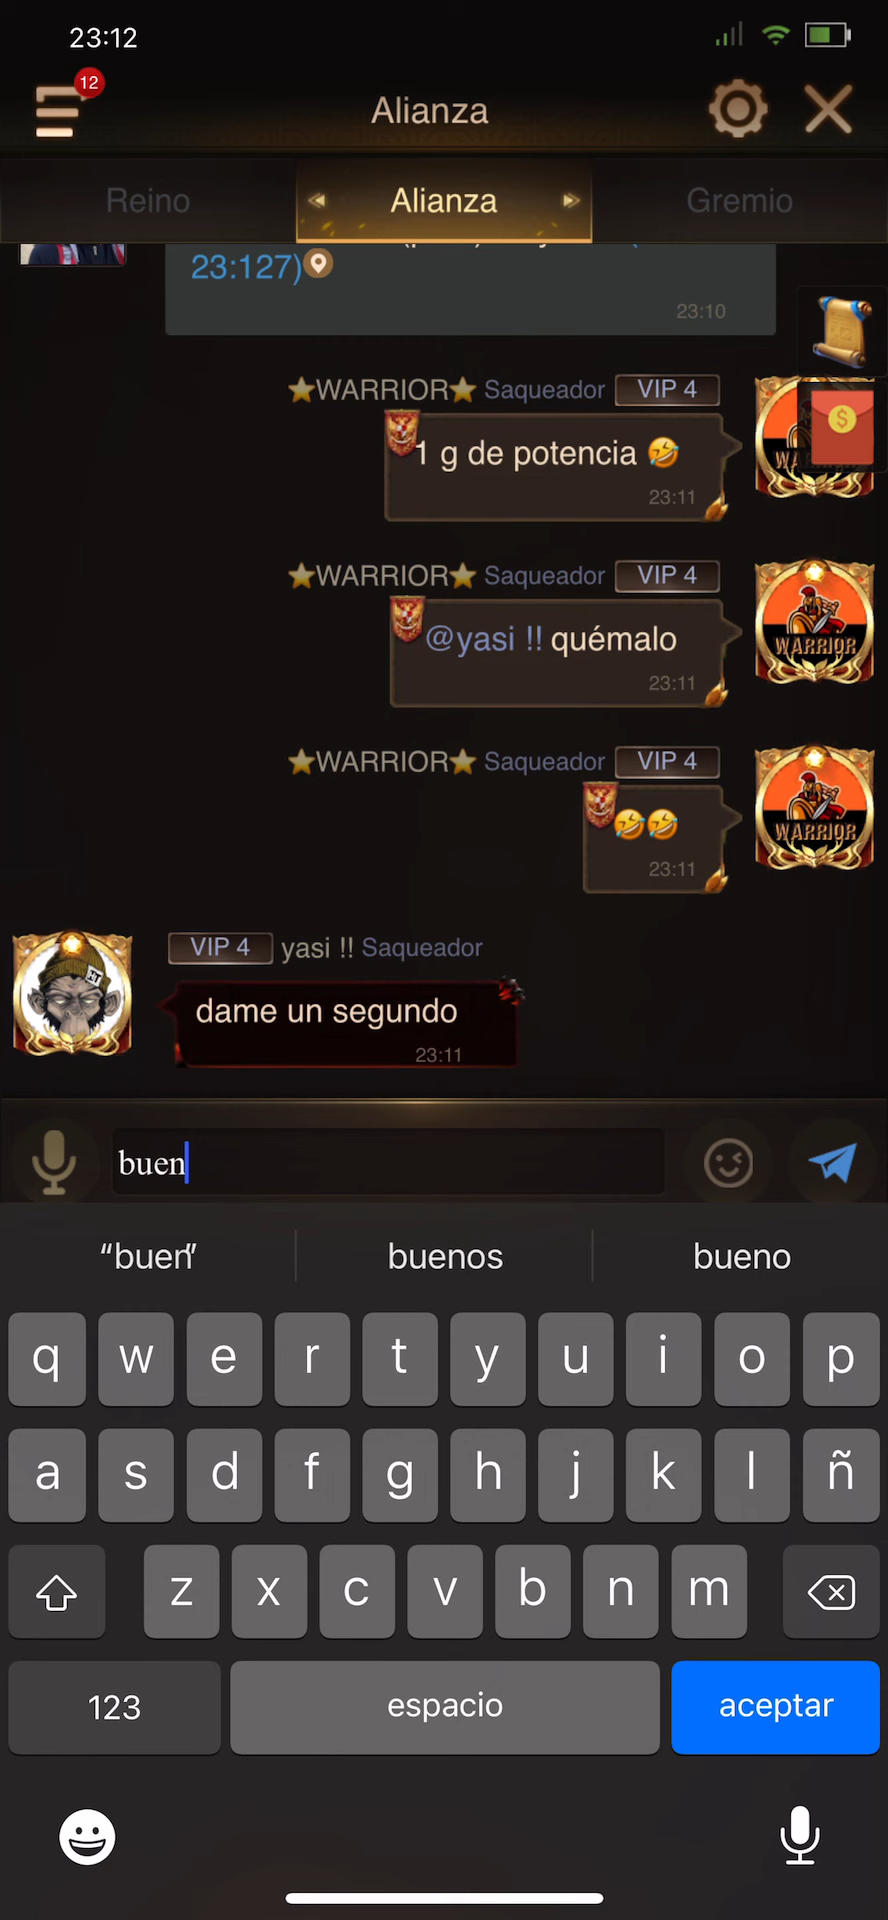 23:12
12
Alianza
Reino
Alianza
Gremio
23:127)
23:10
⭐WARRIOR⭐ Saqueador VIP 4
1 g de potencia 🤣
23:11
⭐WARRIOR⭐ Saqueador VIP 4
@yasi !! quémalo
23:11
WARRIOR
⭐WARRIOR⭐ Saqueador VIP 4
🤣🤣
23:11
WARRIOR
VIP 4 yasi !! Saqueador
dame un segundo
23:11
buen
“buen” buenos bueno
q w e r t y u i o p
a s d f g h j k l ñ
z x c v b n m
123 espacio aceptar